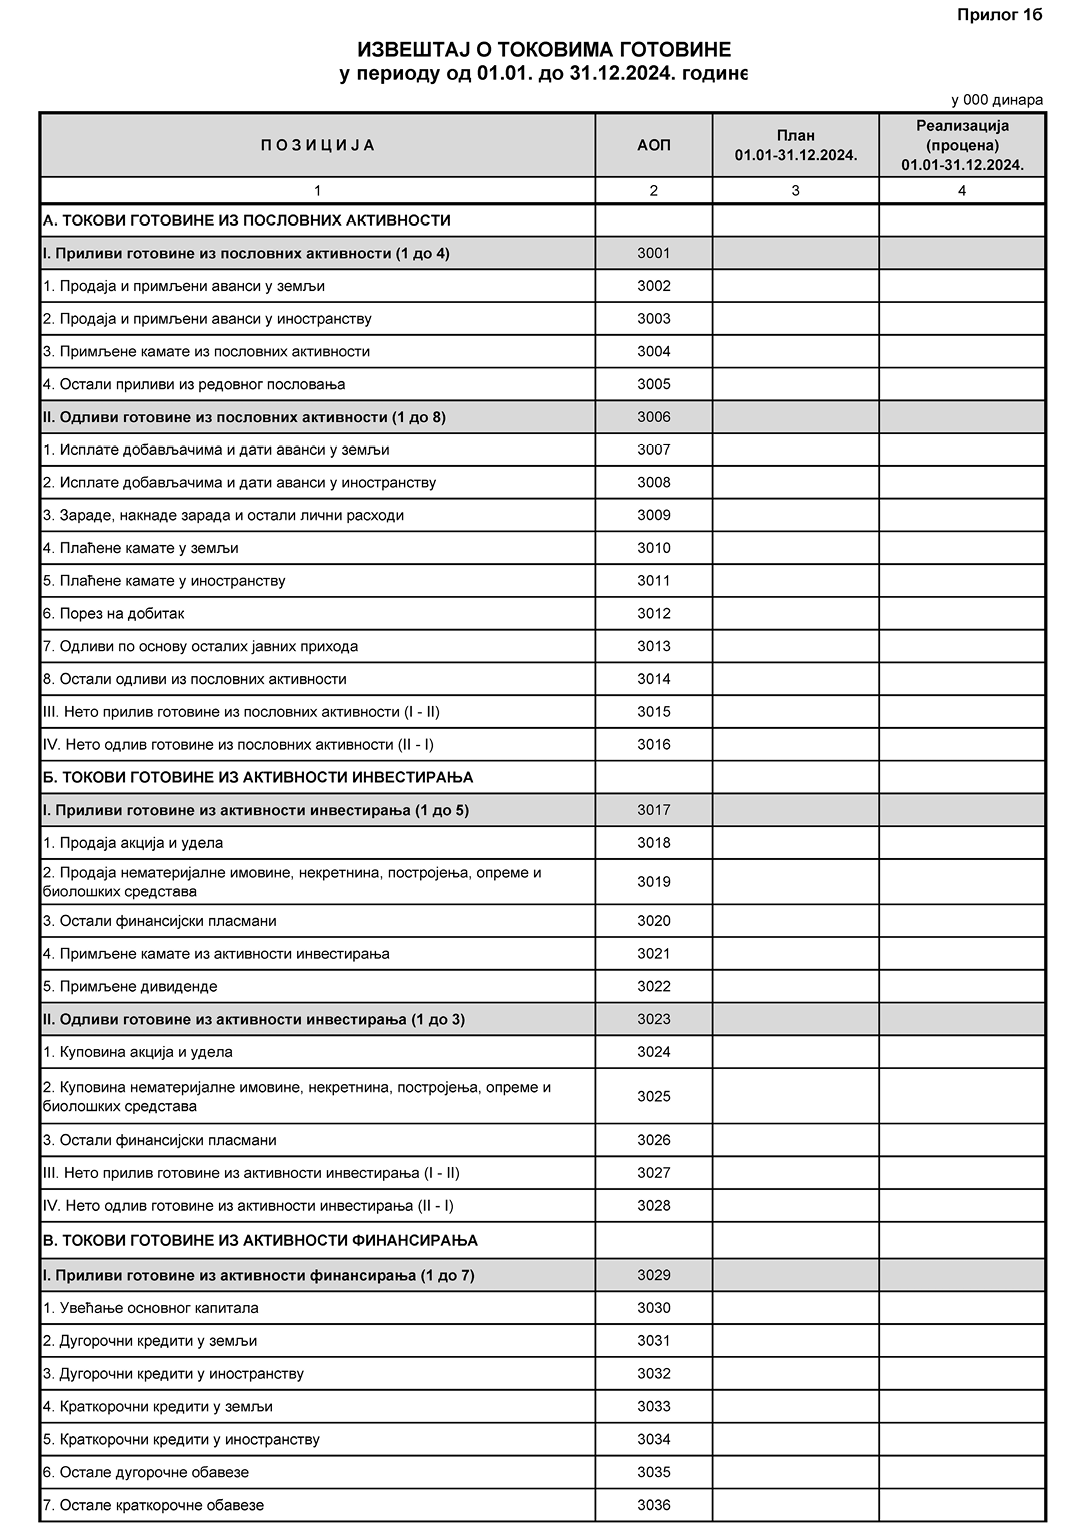 Прилог 1б
ИЗВЕШТАЈ О ТОКОВИМА ГОТОВИНЕ
у периоду од 01.01. до 31.12.2024. године
у 000 динара
П О З И Ц И Ј А АОП План 01.01-31.12.2024. Реализација (процена) 01.01-31.12.2024.
1 2 3 4
А. ТОКОВИ ГОТОВИНЕ ИЗ ПОСЛОВНИХ АКТИВНОСТИ
I. Приливи готовине из пословних активности (1 до 4) 3001
1. Продаја и примљени аванси у земљи 3002
2. Продаја и примљени аванси у иностранству 3003
3. Примљене камате из пословних активности 3004
4. Остали приливи из редовног пословања 3005
II. Одливи готовине из пословних активности (1 до 8) 3006
1. Исплате добављачима и дати аванси у земљи 3007
2. Исплате добављачима и дати аванси у иностранству 3008
3. Зараде, накнаде зарада и остали лични расходи 3009
4. Плаћене камате у земљи 3010
5. Плаћене камате у иностранству 3011
6. Порез на добитак 3012
7. Одливи по основу осталих јавних прихода 3013
8. Остали одливи из пословних активности 3014
III. Нето прилив готовине из пословних активности (I - II) 3015
IV. Нето одлив готовине из пословних активности (II - I) 3016
Б. ТОКОВИ ГОТОВИНЕ ИЗ АКТИВНОСТИ ИНВЕСТИРАЊА
I. Приливи готовине из активности инвестирања (1 до 5) 3017
1. Продаја акција и удела 3018
2. Продаја нематеријалне имовине, некретнина, постројења, опреме и
биолошких средстава 3019
3. Остали финансијски пласмани 3020
4. Примљене камате из активности инвестирања 3021
5. Примљене дивиденде 3022
II. Одливи готовине из активности инвестирања (1 до 3) 3023
1. Куповина акција и удела 3024
2. Куповина нематеријалне имовине, некретнина, постројења, опреме и
биолошких средстава 3025
3. Остали финансијски пласмани 3026
III. Нето прилив готовине из активности инвестирања (I - II) 3027
IV. Нето одлив готовине из активности инвестирања (II - I) 3028
В. ТОКОВИ ГОТОВИНЕ ИЗ АКТИВНОСТИ ФИНАНСИРАЊА
I. Приливи готовине из активности финансирања (1 до 7) 3029
1. Увећање основног капитала 3030
2. Дугорочни кредити у земљи 3031
3. Дугорочни кредити у иностранству 3032
4. Краткорочни кредити у земљи 3033
5. Краткорочни кредити у иностранству 3034
6. Остале дугорочне обавезе 3035
7. Остале краткорочне обавезе 3036